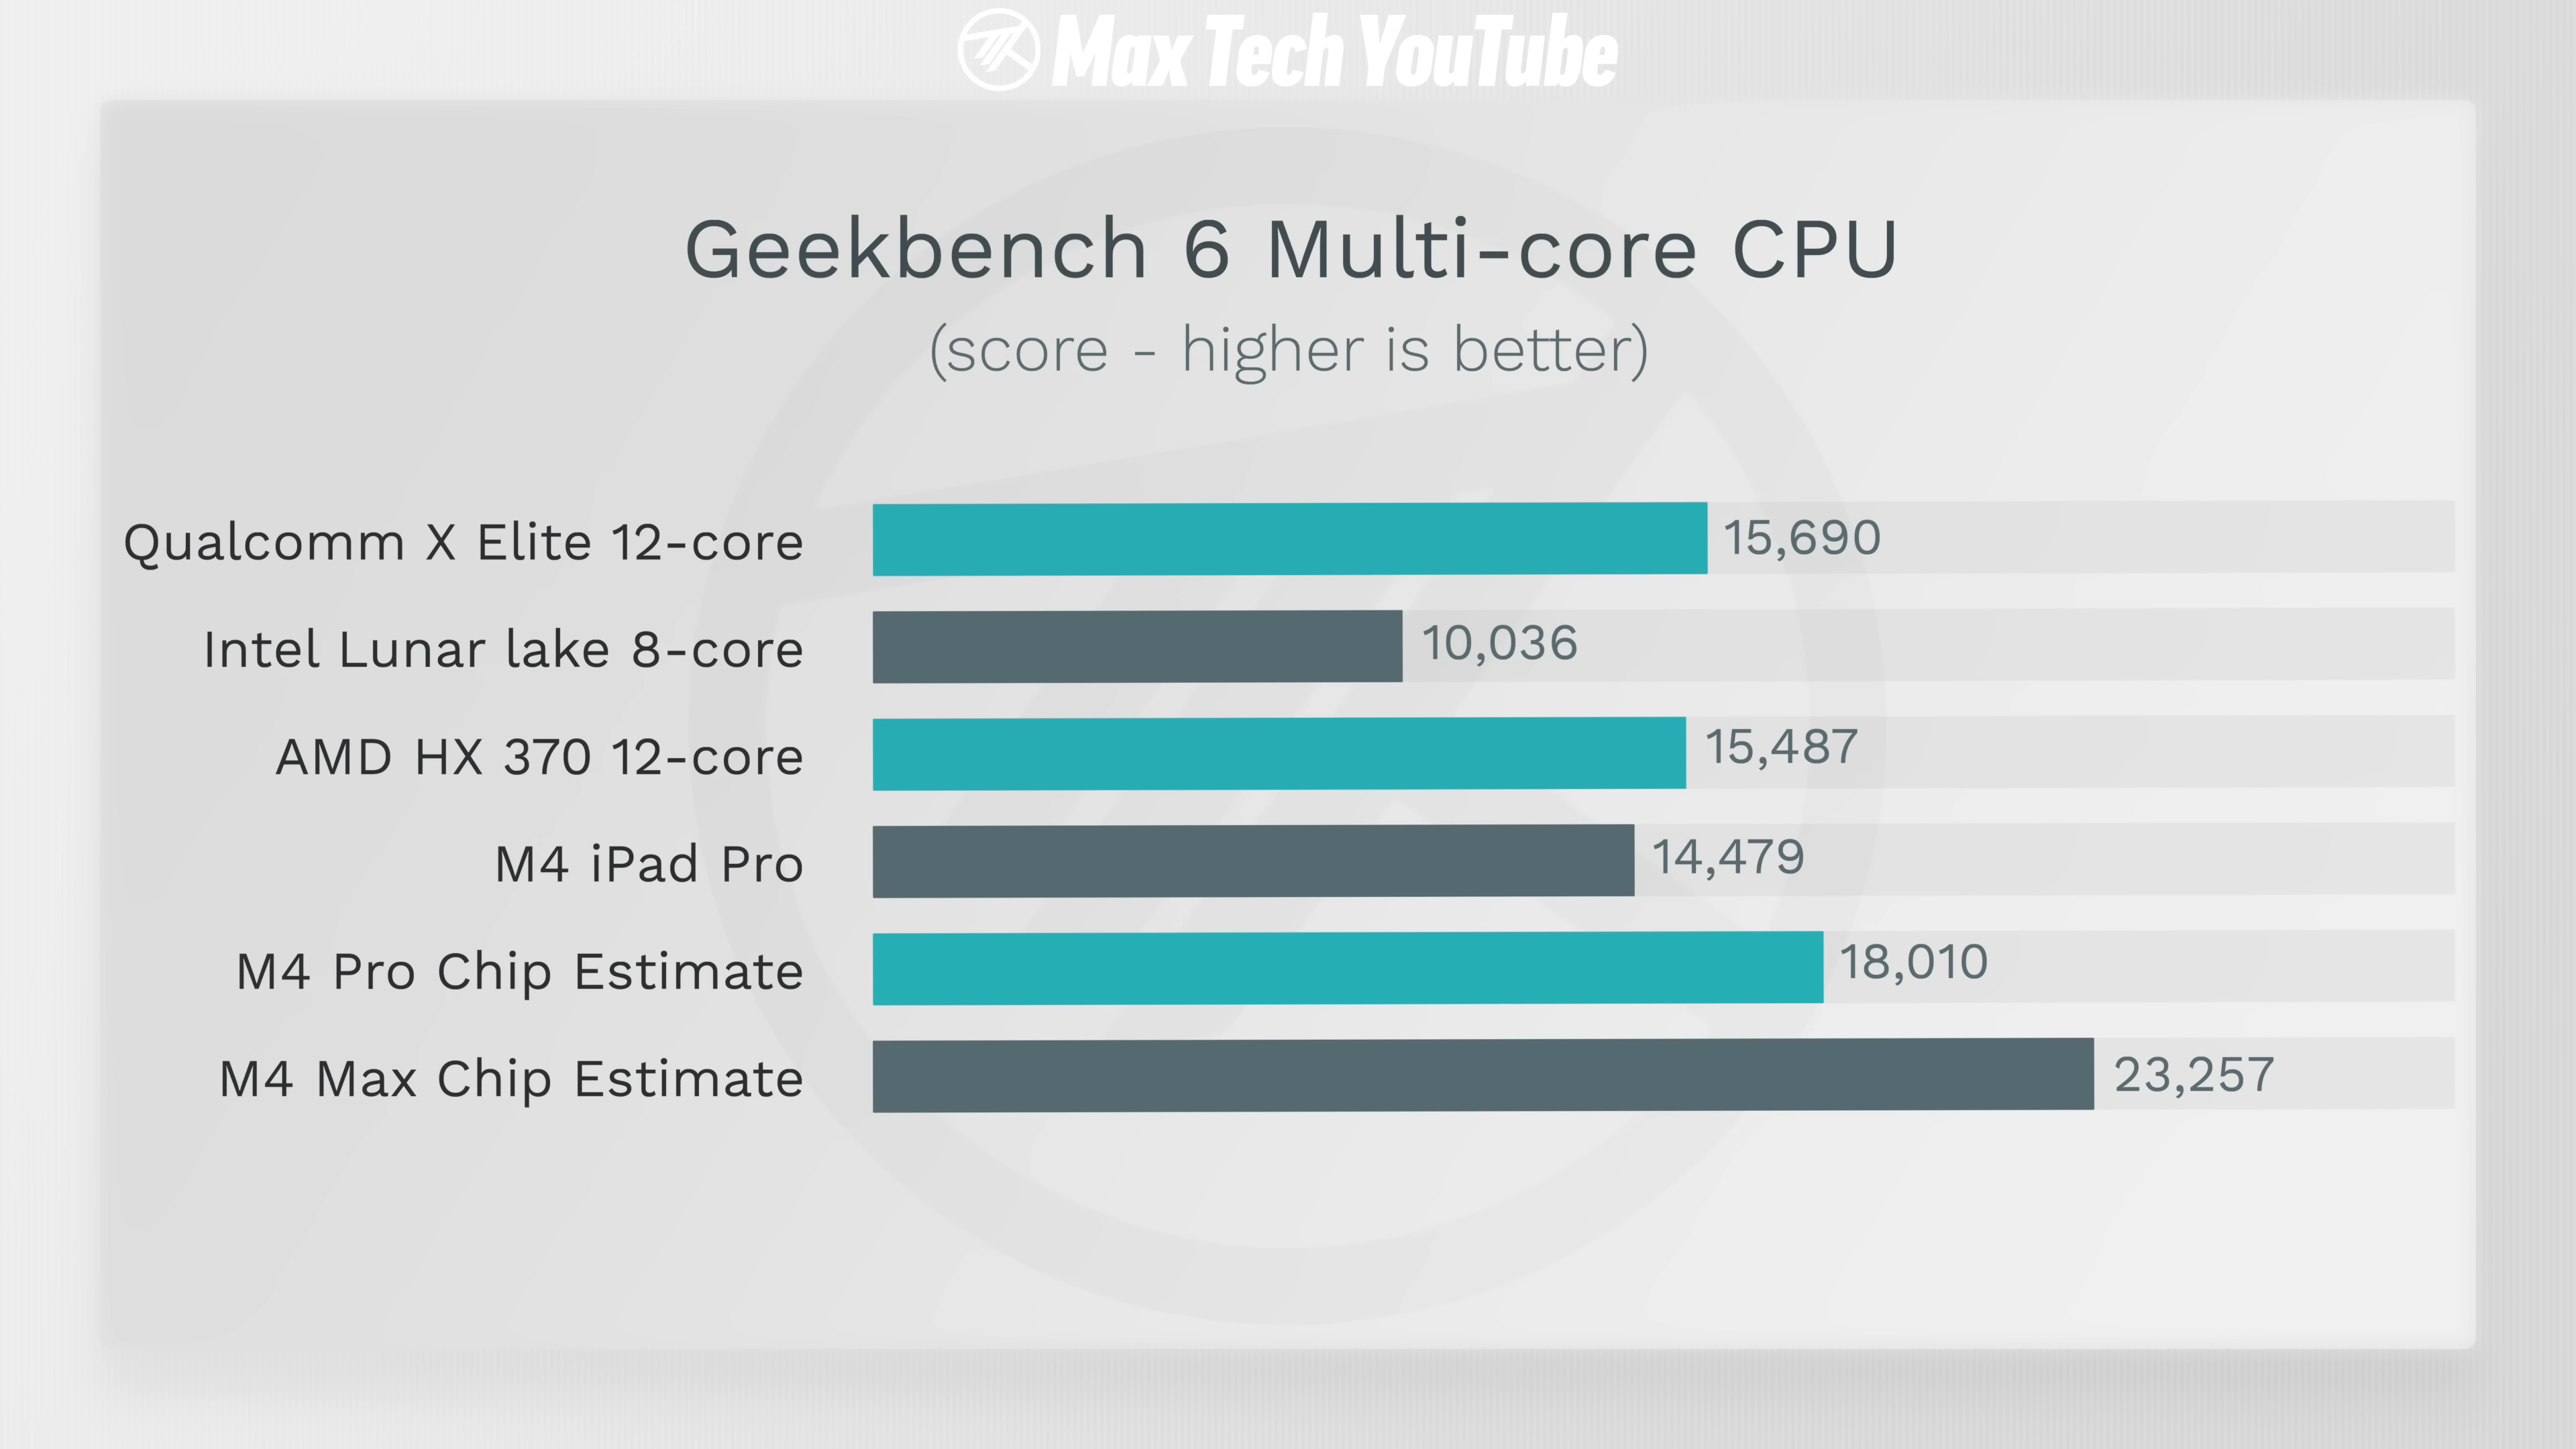 Max Tech YouTube
Geekbench 6 Multi-core CPU
(score - higher is better)
Qualcomm X Elite 12-core 15,690
Intel Lunar lake 8-core 10,036
AMD HX 370 12-core 15,487
M4 iPad Pro 14,479
M4 Pro Chip Estimate 18,010
M4 Max Chip Estimate 23,257